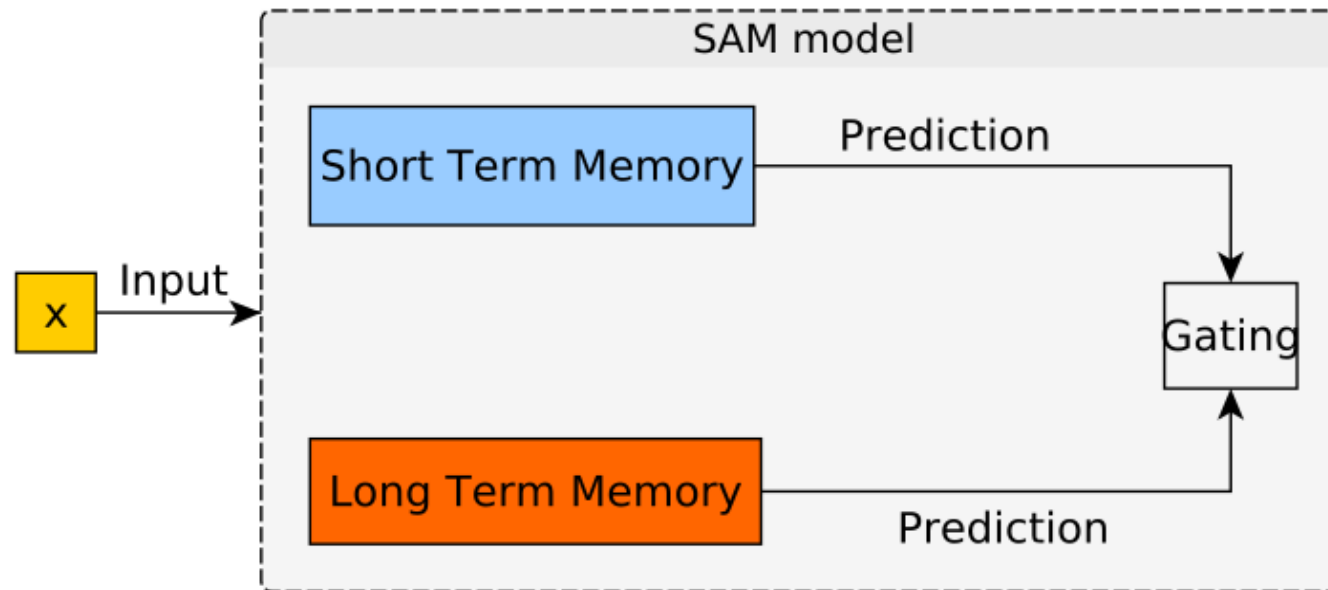 SAM model
Short Term Memory
Prediction
Input
x
Gating
Long Term Memory
Prediction